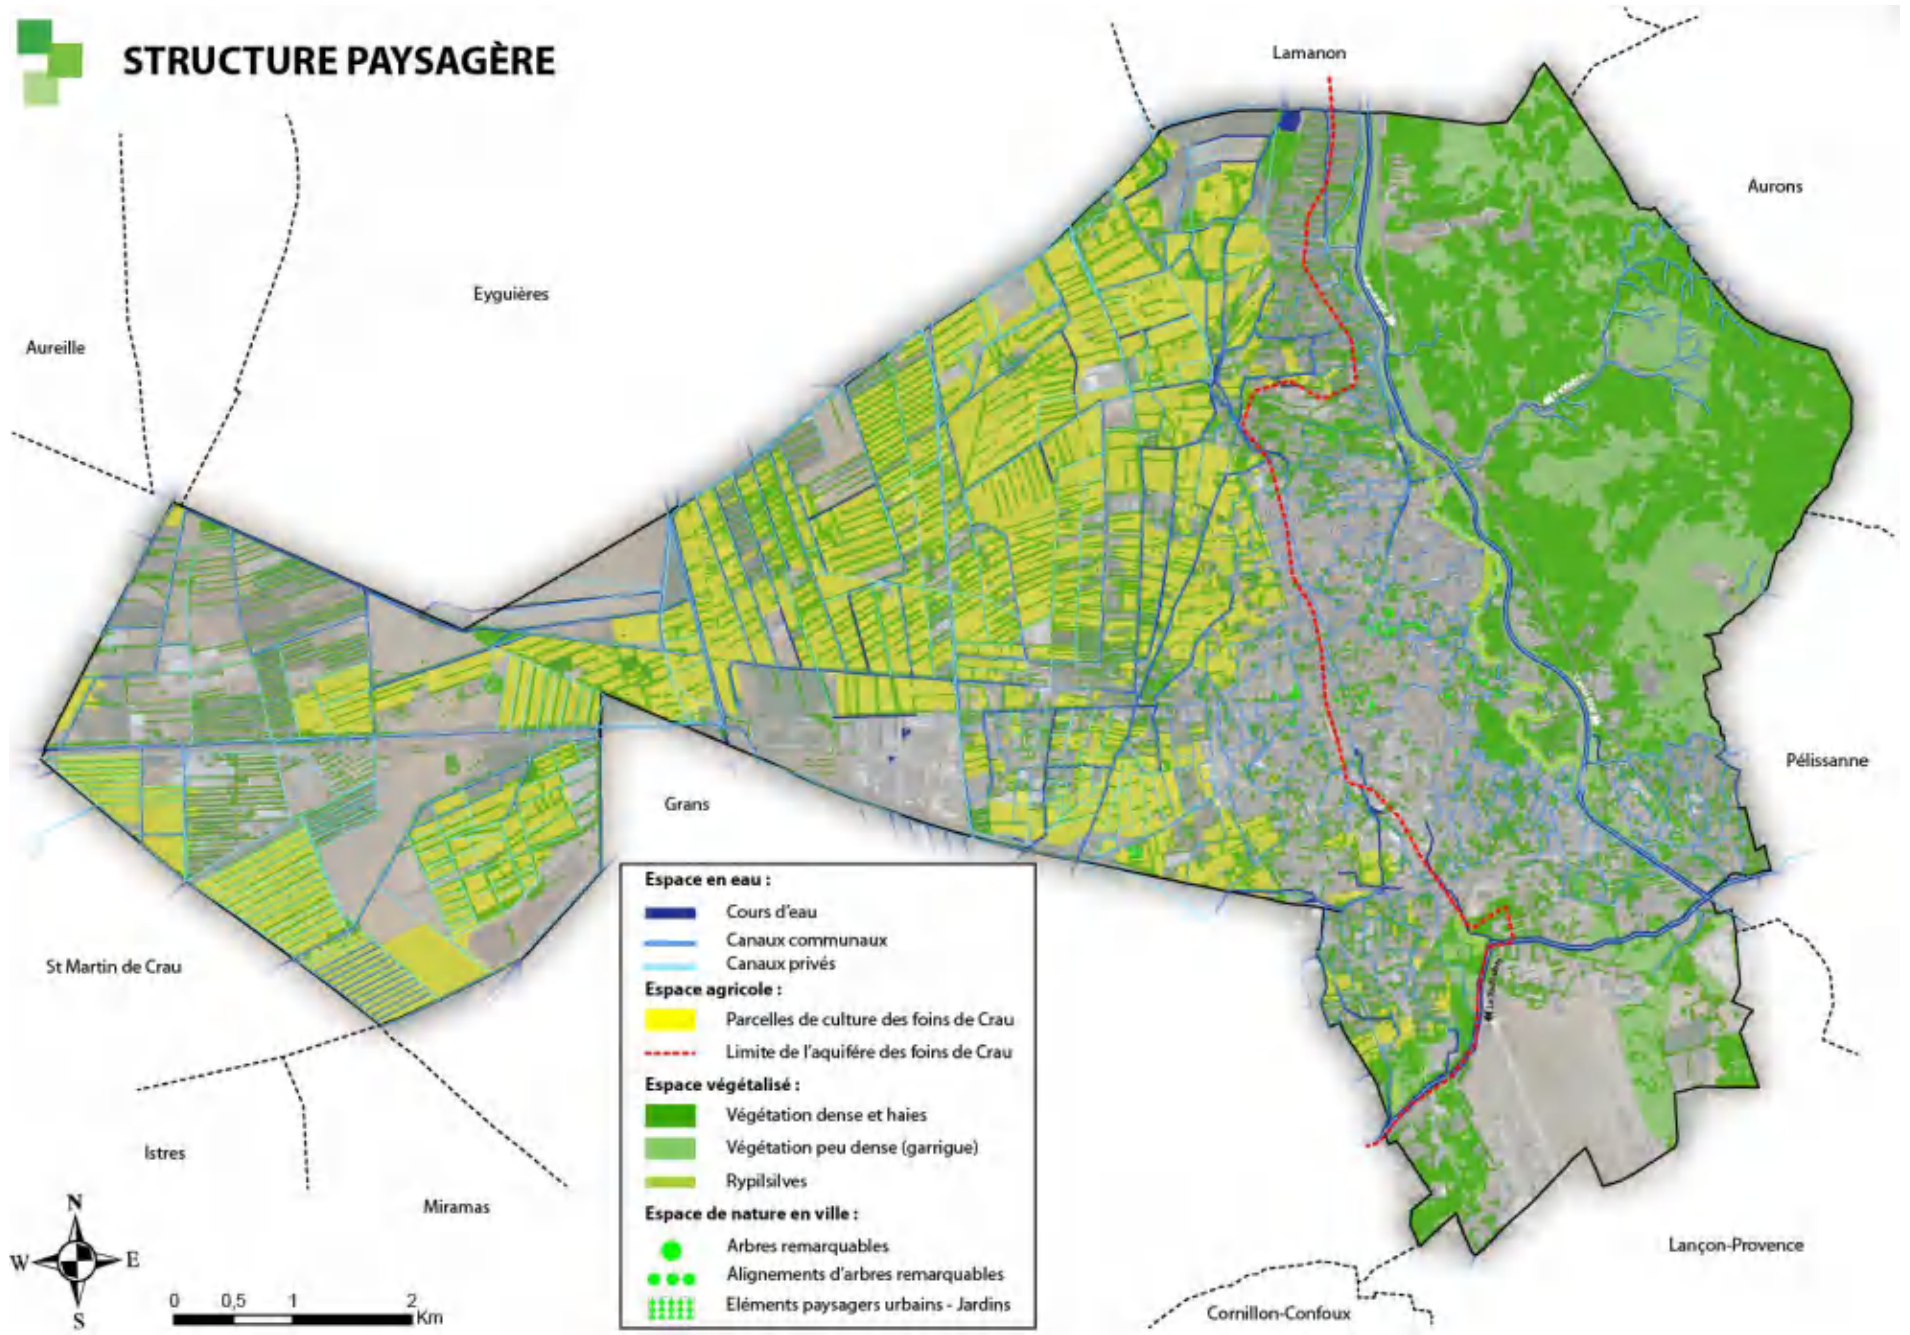 STRUCTURE PAYSAGÈRE
Lamanon
Aurons
Eyguières
Aureille
Pélissanne
Grans
St Martin de Crau
Istres
Miramas
Lançon-Provence
Cornillon-Confoux
N
W
E
S
0
0,5
1
2
Km
Espace en eau :
Cours d'eau
Canaux communaux
Canaux privés
Espace agricole :
Parcelles de culture des foins de Crau
Limite de l'aquifére des foins de Crau
Espace végétalisé :
Végétation dense et haies
Végétation peu dense (garrigue)
Rypilsilves
Espace de nature en ville :
Arbres remarquables
Alignements d'arbres remarquables
Eléments paysagers urbains - Jardins